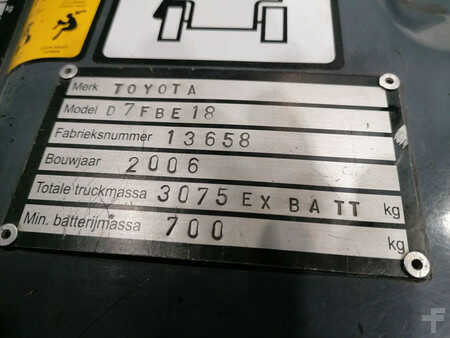 Merk TOYOTA
Model D7FBE18
Fabrieksnummer 13658
Bouwjaar 2006
Totale truckmassa 3075 EX BATT kg
Min. batterijmassa 700 kg